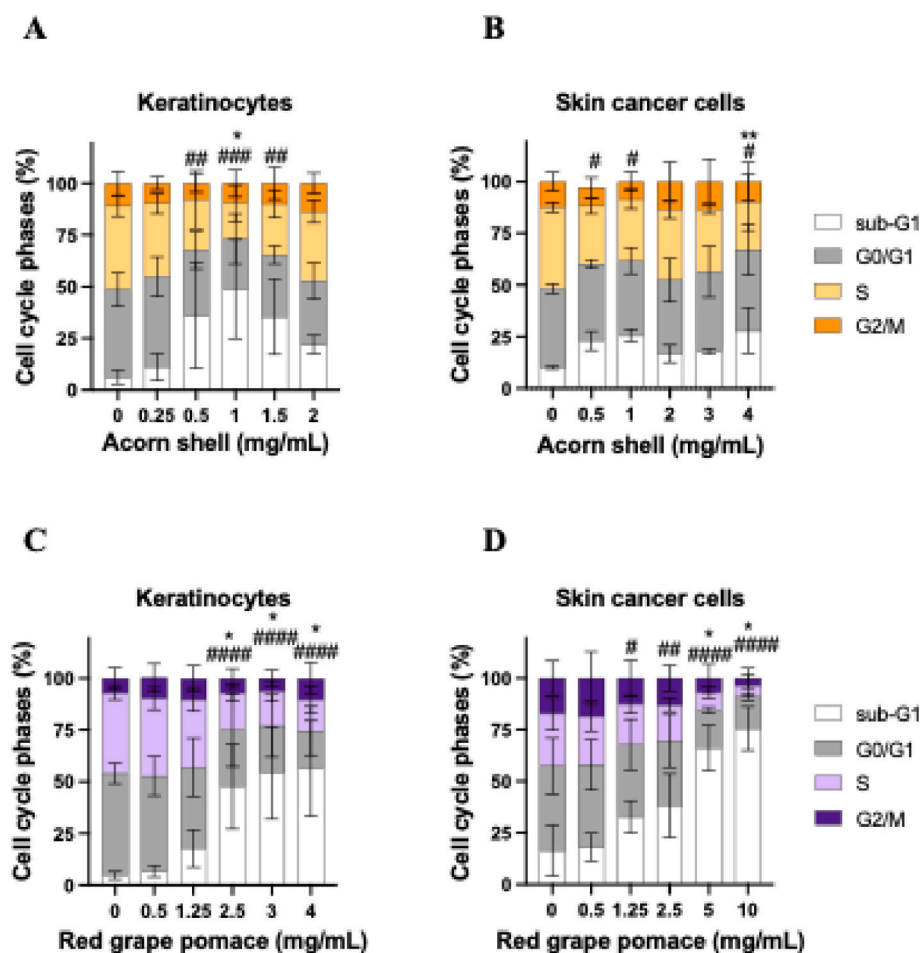 A
Keratinocytes
*
## ### ##
Cell cycle phases (%)
100
75
50
25
0
0 0.25 0.5 1 1.5 2
Acorn shell (mg/mL)
B
Skin cancer cells
**
# # #
Cell cycle phases (%)
100
75
50
25
0
0 0.5 1 2 3 4
Acorn shell (mg/mL)
sub-G1
G0/G1
S
G2/M
C
Keratinocytes
* * *
#### #### ####
Cell cycle phases (%)
100
75
50
25
0
0 0.5 1.25 2.5 3 4
Red grape pomace (mg/mL)
D
Skin cancer cells
* *
# ## #### ####
Cell cycle phases (%)
100
75
50
25
0
0 0.5 1.25 2.5 5 10
Red grape pomace (mg/mL)
sub-G1
G0/G1
S
G2/M